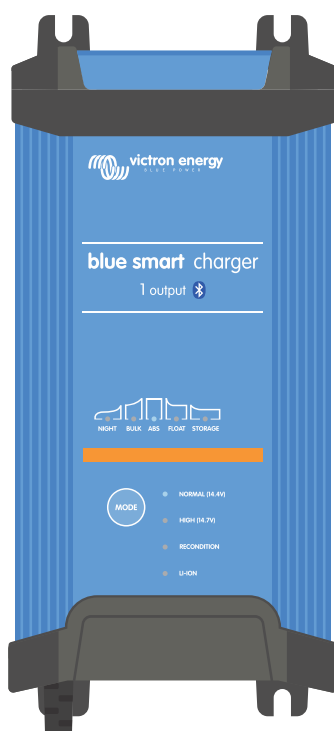 victron energy
BLUE POWER
blue smart charger
1 output
NIGHT BULK ABS FLOAT STORAGE
MODE
NORMAL (14.4V)
HIGH (14.7V)
RECONDITION
LI-ION